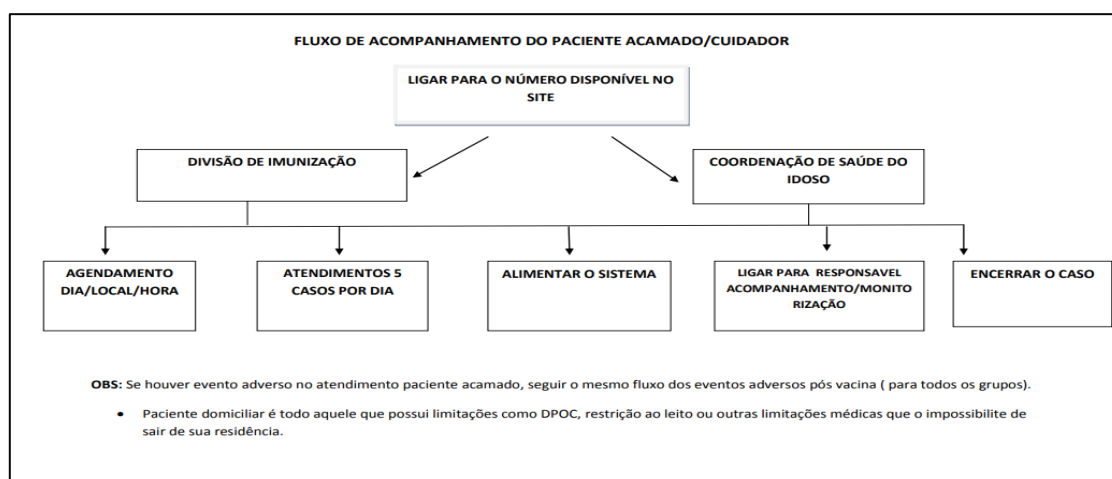 FLUXO DE ACOMPANHAMENTO DO PACIENTE ACAMADO/CUIDADOR
LIGAR PARA O NÚMERO DISPONÍVEL NO
SITE
DIVISÃO DE IMUNIZAÇÃO
COORDENAÇÃO DE SAÚDE DO
IDOSO
AGENDAMENTO
DIA/LOCAL/HORA
ATENDIMENTOS 5
CASOS POR DIA
ALIMENTAR O SISTEMA
LIGAR PARA RESPONSAVEL
ACOMPANHAMENTO/MONITO
RIZAÇÃO
ENCERRAR O CASO
OBS: Se houver evento adverso no atendimento paciente acamado, seguir o mesmo fluxo dos eventos adversos pós vacina ( para todos os grupos).
• Paciente domiciliar é todo aquele que possui limitações como DPOC, restrição ao leito ou outras limitações médicas que o impossibilite de
sair de sua residência.